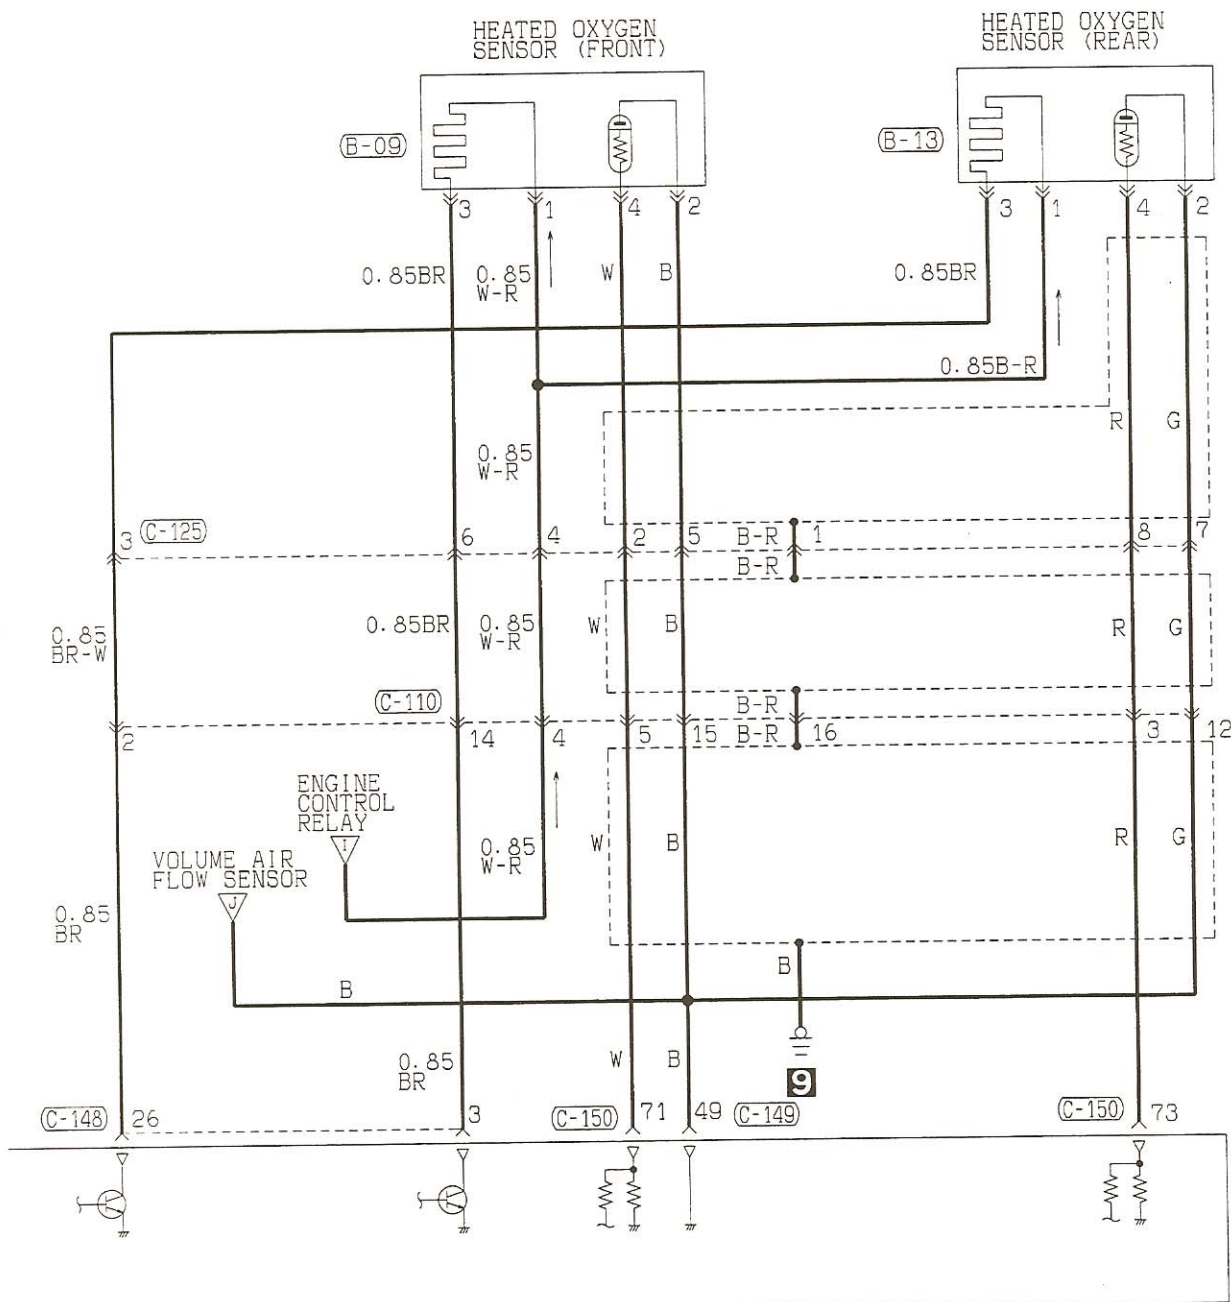 HEATED OXYGEN
SENSOR (FRONT)
HEATED OXYGEN
SENSOR (REAR)
B-09
B-13
3
1
4
2
3
1
4
2
0.85BR
0.85
W-R
W
B
0.85BR
0.85B-R
0.85
W-R
R
G
3
C-125
6
4
2
5
B-R
1
8
7
B-R
0.85
BR-W
0.85BR
0.85
W-R
W
B
R
G
C-110
B-R
2
14
4
5
15
B-R
16
3
12
ENGINE
CONTROL
RELAY
I
0.85
W-R
W
B
R
G
VOLUME AIR
FLOW SENSOR
J
0.85
BR
B
B
0.85
BR
W
B
9
C-148
26
3
C-150
71
49
C-149
C-150
73